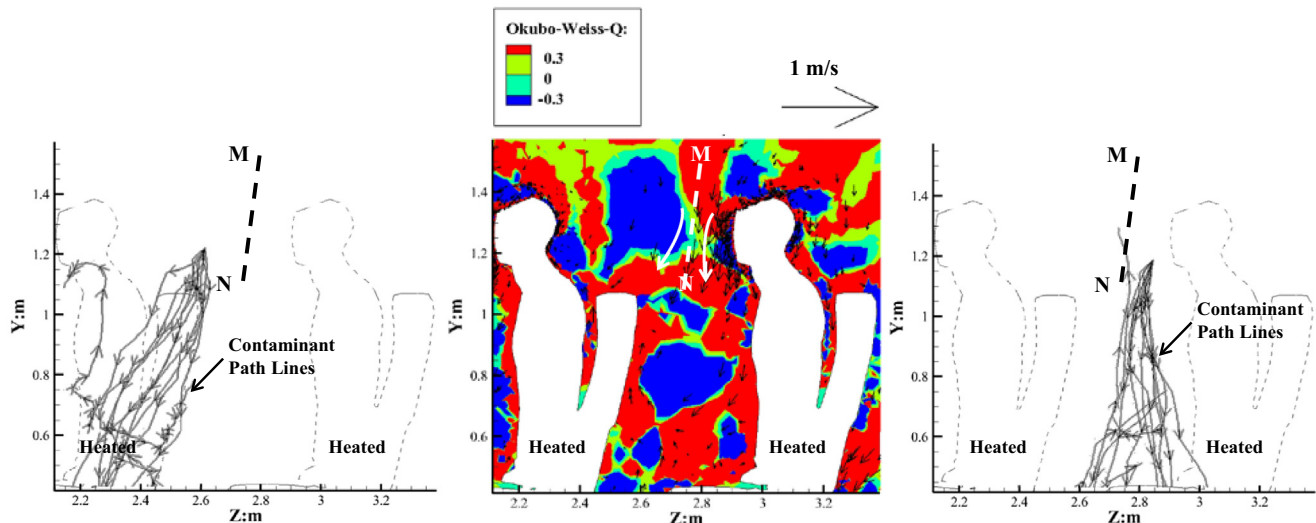 Okubo-Weiss-Q:
0.3
0
-0.3
1 m/s
M
N
Y:m
1.4
1.2
1
0.8
0.6
Contaminant
Path Lines
Heated
Heated
2.2
2.4
2.6
2.8
3
3.2
Z:m
M
N
Y:m
1.4
1.2
1
0.8
0.6
Heated
Heated
2.2
2.4
2.6
2.8
3
3.2
Z:m
M
N
Y:m
1.4
1.2
1
0.8
0.6
Contaminant
Path Lines
Heated
Heated
2.2
2.4
2.6
2.8
3
3.2
Z:m